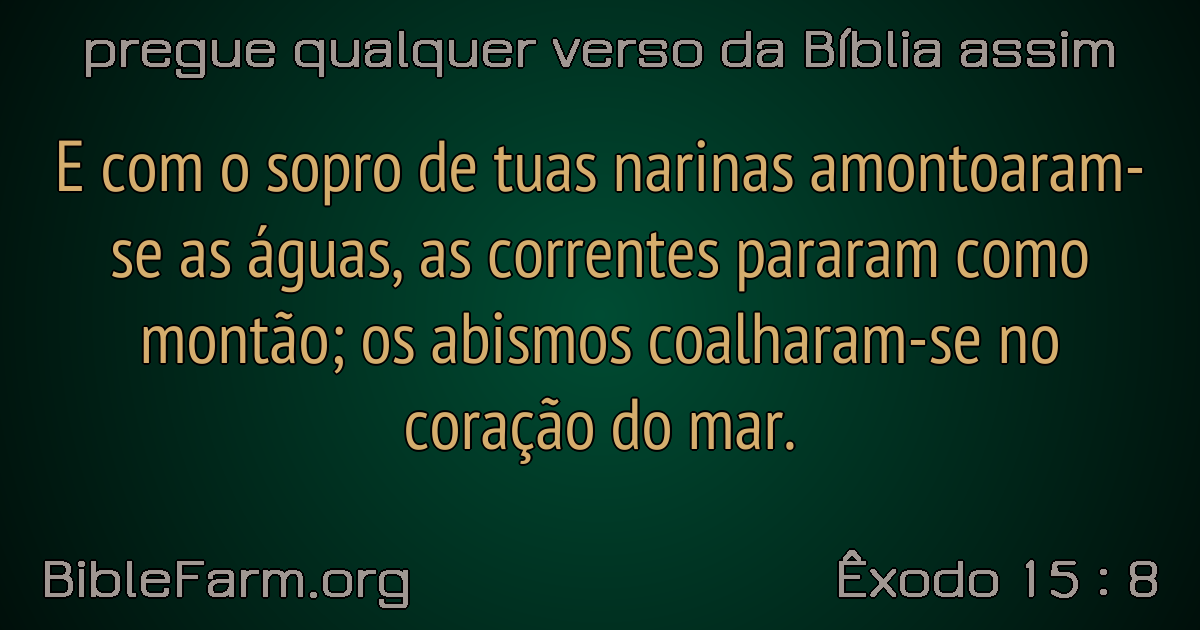 pregue qualquer verso da Bíblia assim
E com o sopro de tuas narinas amontoaram-
se as águas, as correntes pararam como
montão; os abismos coalharam-se no
coração do mar.
BibleFarm.org
Êxodo 15 : 8